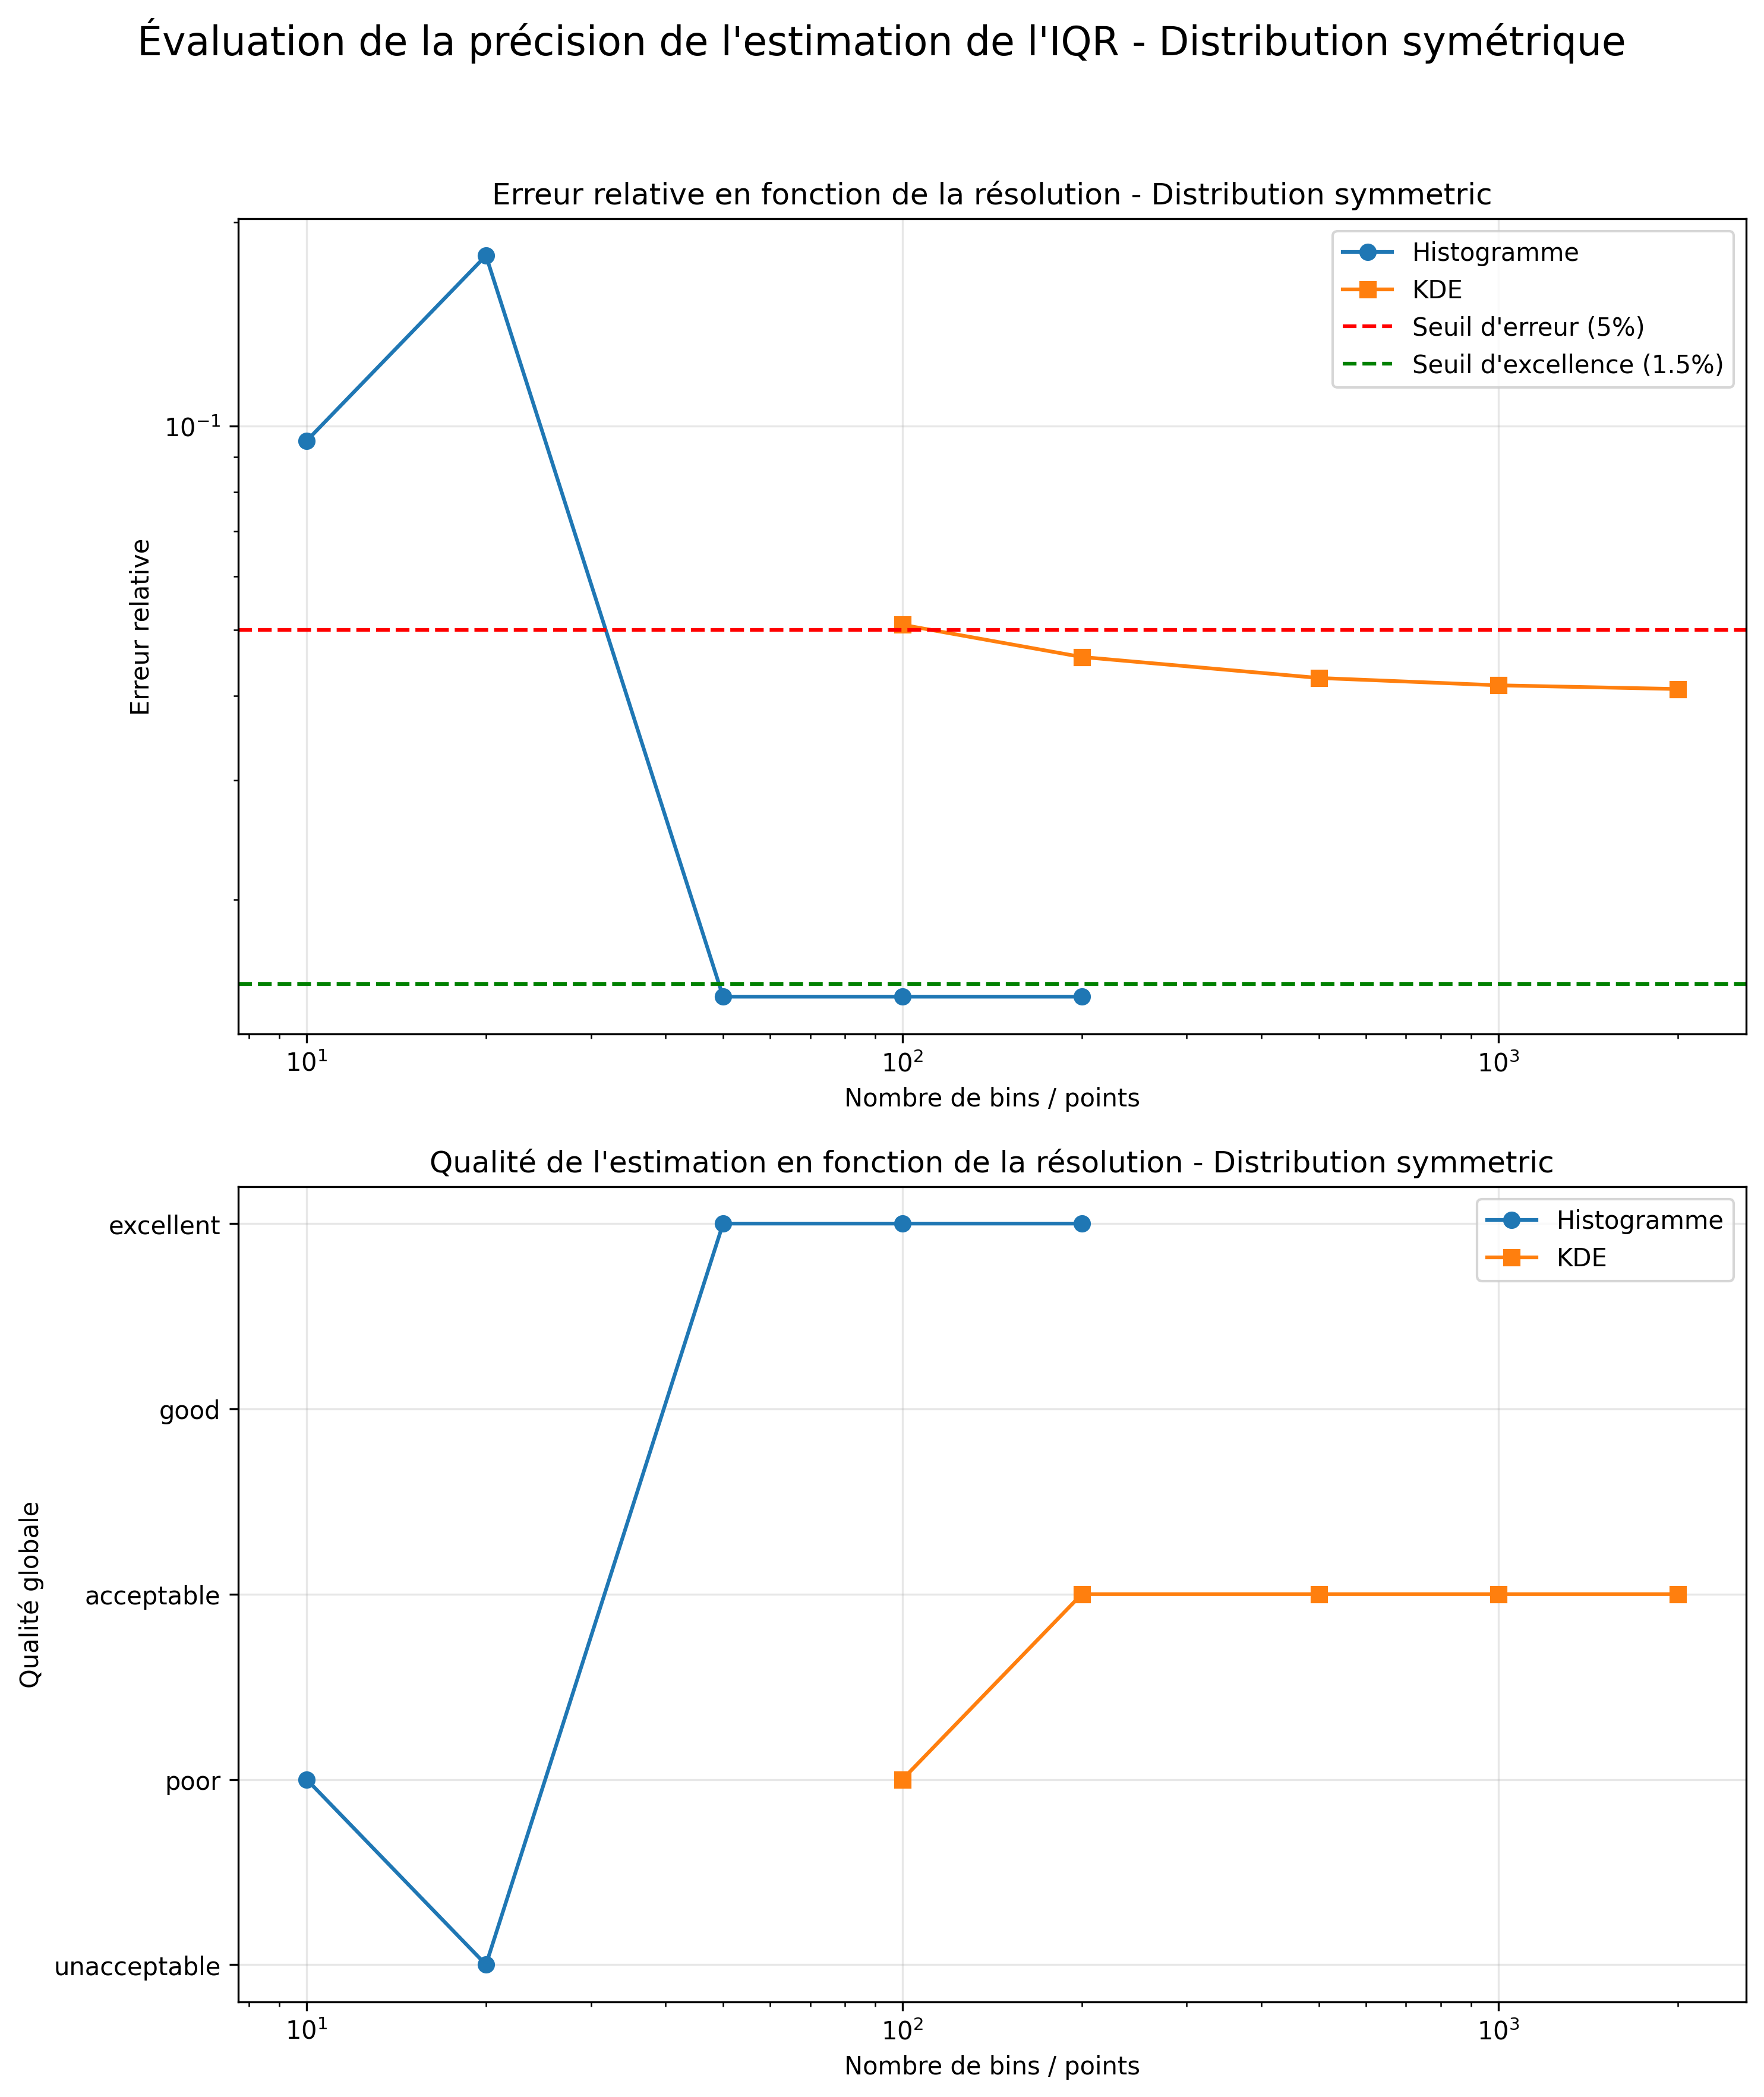 Évaluation de la précision de l'estimation de l'IQR - Distribution symétrique
Erreur relative en fonction de la résolution - Distribution symmetric
Histogramme
KDE
Seuil d'erreur (5%)
Seuil d'excellence (1.5%)
10⁻¹
Erreur relative
10¹
10²
10³
Nombre de bins / points
Qualité de l'estimation en fonction de la résolution - Distribution symmetric
Histogramme
KDE
excellent
good
acceptable
poor
unacceptable
Qualité globale
10¹
10²
10³
Nombre de bins / points